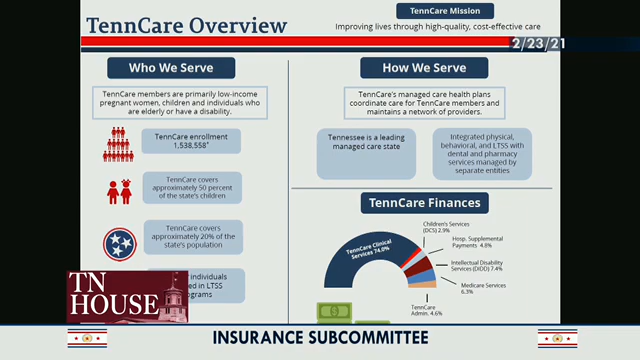 TennCare Overview
TennCare Mission
Improving lives through high-quality, cost-effective care
2/23/21
Who We Serve
TennCare members are primarily low-income
pregnant women, children and individuals who
are elderly or have a disability.
TennCare enrollment
1,538,558*
TennCare covers
approximately 50 percent
of the state's children
TennCare covers
approximately 20% of the
state's population
individuals
in LTSS
How We Serve
TennCare's managed care health plans
coordinate care for TennCare members and
maintains a network of providers.
Tennessee is a leading
managed care state
Integrated physical,
behavioral, and LTSS with
dental and pharmacy
services managed by
separate entities
TennCare Finances
TennCare Clinical
Services 74.0%
Children's Services
(DCS) 2.9%
Hosp. Supplemental
Payments 4.8%
Intellectual Disability
Services (DIDD) 7.4%
Medicare Services
6.3%
TennCare
Admin. 4.6%
TN
HOUSE
INSURANCE SUBCOMMITTEE